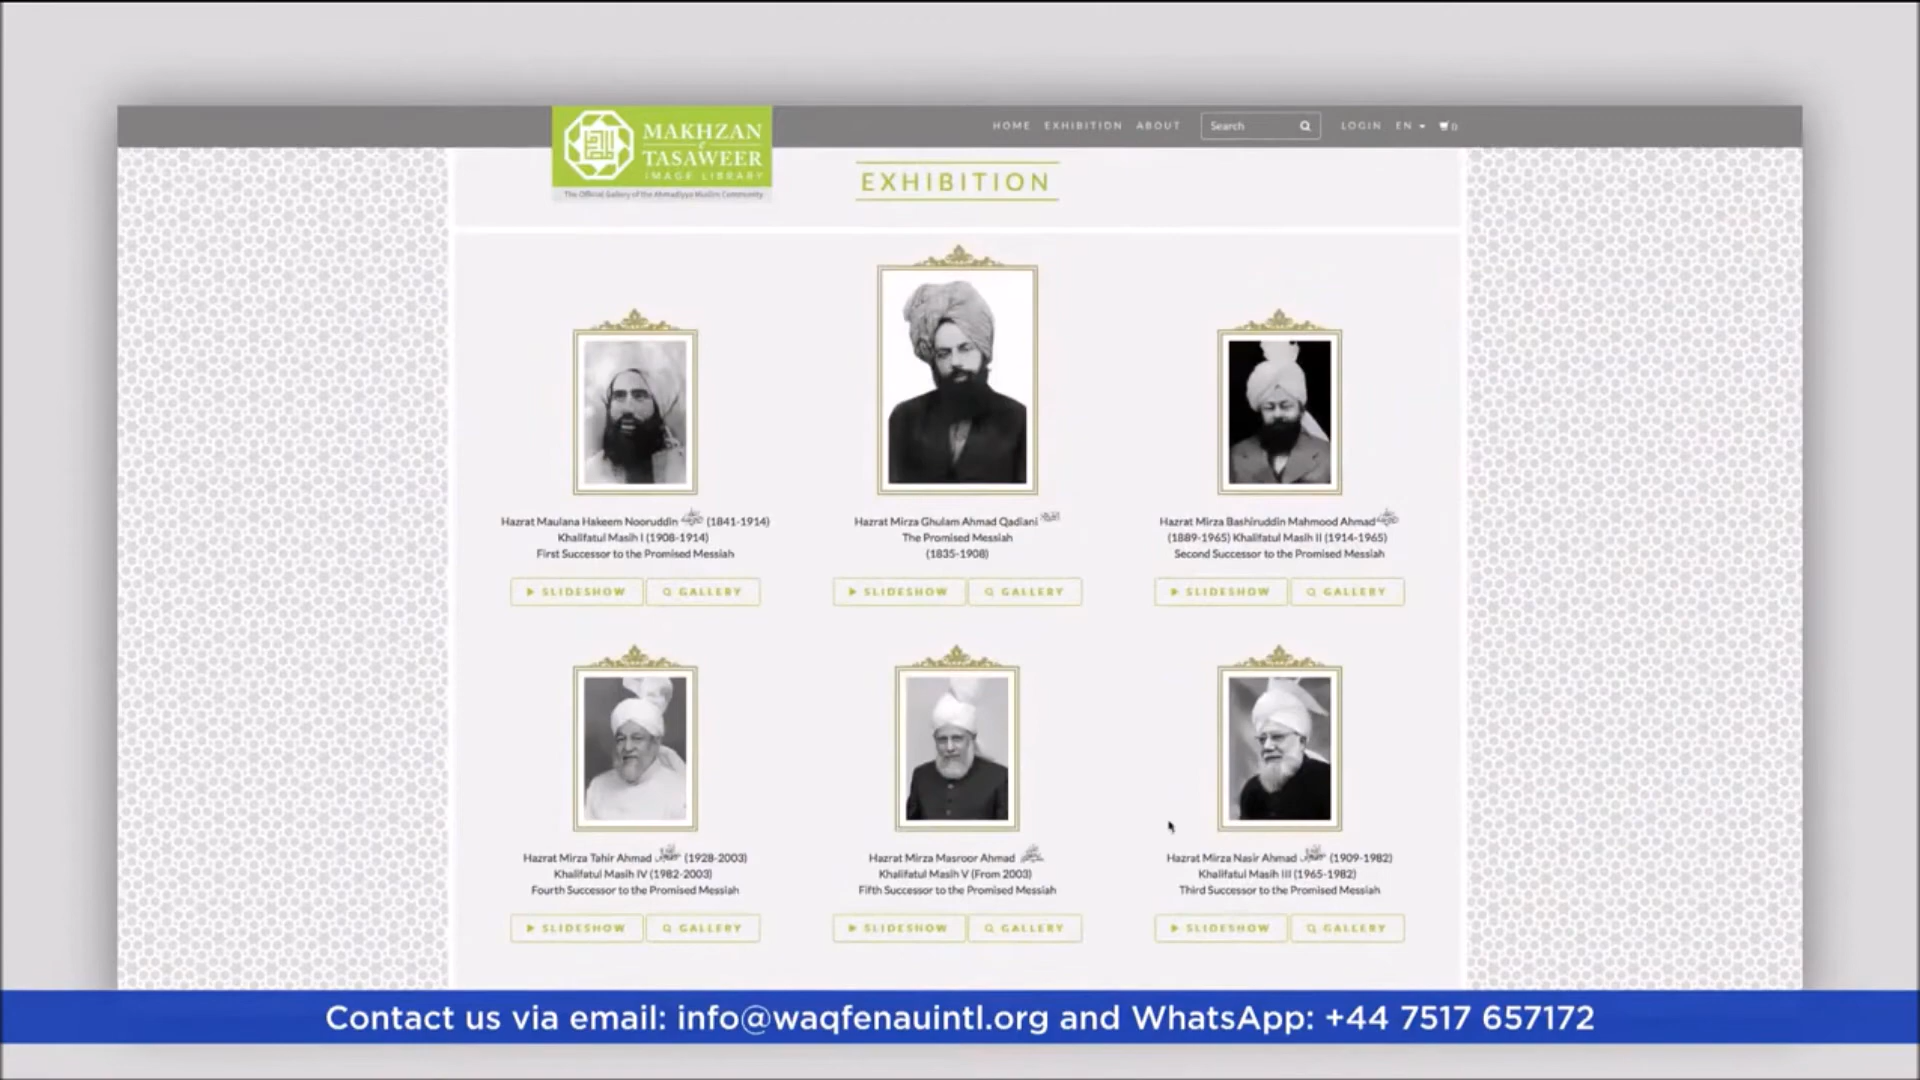 MAKHZAN
e
TASAWEER
IMAGE LIBRARY
The Official Gallery of the Ahmadiyya Muslim Community
HOME EXHIBITION ABOUT Search LOGIN EN 0
EXHIBITION
Hazrat Maulana Hakeem Nooruddin (1841-1914)
Khalifatul Masih I (1908-1914)
First Successor to the Promised Messiah
SLIDESHOW GALLERY
Hazrat Mirza Ghulam Ahmad Qadiani
The Promised Messiah
(1835-1908)
SLIDESHOW GALLERY
Hazrat Mirza Bashiruddin Mahmood Ahmad
(1889-1965) Khalifatul Masih II (1914-1965)
Second Successor to the Promised Messiah
SLIDESHOW GALLERY
Hazrat Mirza Tahir Ahmad (1928-2003)
Khalifatul Masih IV (1982-2003)
Fourth Successor to the Promised Messiah
SLIDESHOW GALLERY
Hazrat Mirza Masroor Ahmad
Khalifatul Masih V (From 2003)
Fifth Successor to the Promised Messiah
SLIDESHOW GALLERY
Hazrat Mirza Nasir Ahmad (1909-1982)
Khalifatul Masih III (1965-1982)
Third Successor to the Promised Messiah
SLIDESHOW GALLERY
Contact us via email: info@waqfenauintl.org and WhatsApp: +44 7517 657172